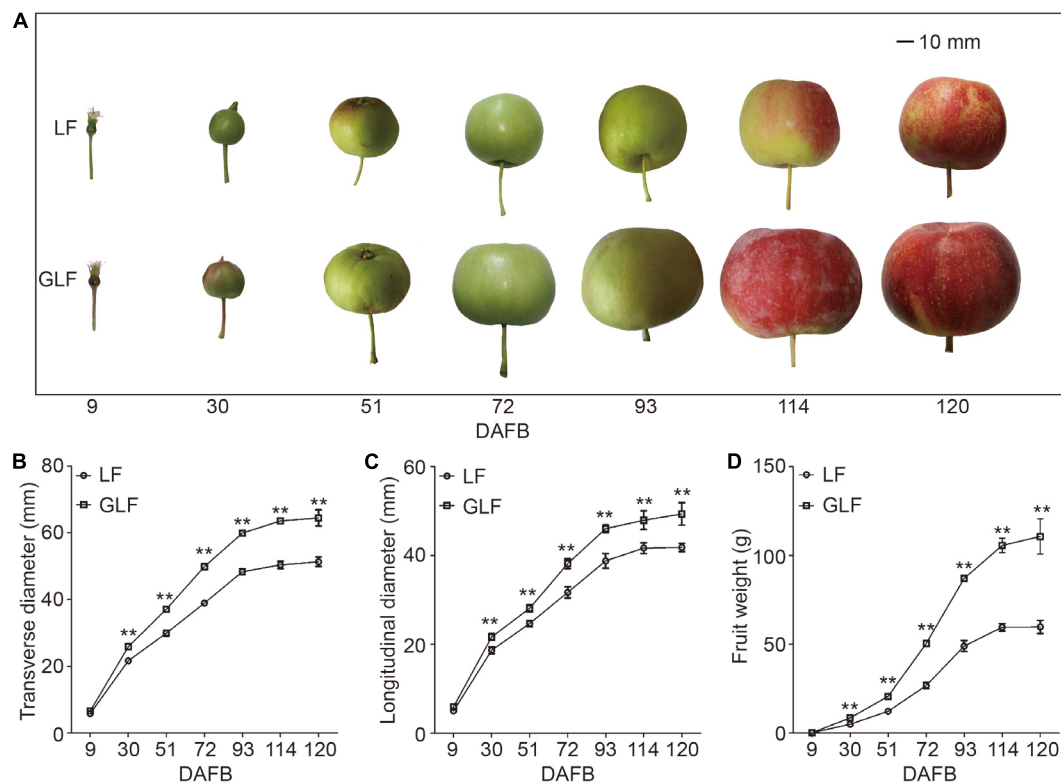 A
10 mm
LF
GLF
9 30 51 72 93 114 120
DAFB
B
LF
GLF
Transverse diameter (mm)
80
60
40
20
0
** ** ** ** ** **
9 30 51 72 93 114 120
DAFB
C
LF
GLF
Longitudinal diameter (mm)
60
40
20
0
** ** ** ** ** **
9 30 51 72 93 114 120
DAFB
D
LF
GLF
Fruit weight (g)
150
100
50
0
** ** ** ** ** **
9 30 51 72 93 114 120
DAFB